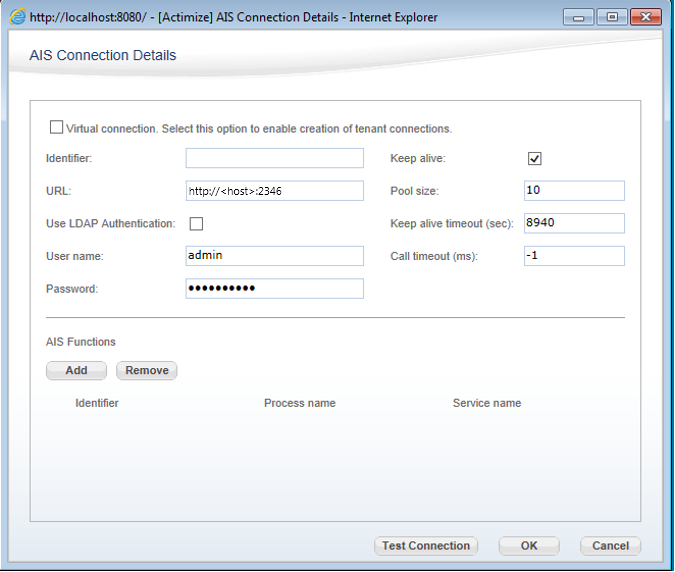 http://localhost:8080/ - [Actimize] AIS Connection Details - Internet Explorer
AIS Connection Details
Virtual connection. Select this option to enable creation of tenant connections.
Identifier: Keep alive:
URL: http://<host>:2346 Pool size: 10
Use LDAP Authentication: Keep alive timeout (sec): 8940
User name: admin Call timeout (ms): -1
Password: ●●●●●●●●●●
AIS Functions
Add Remove
Identifier Process name Service name
Test Connection OK Cancel